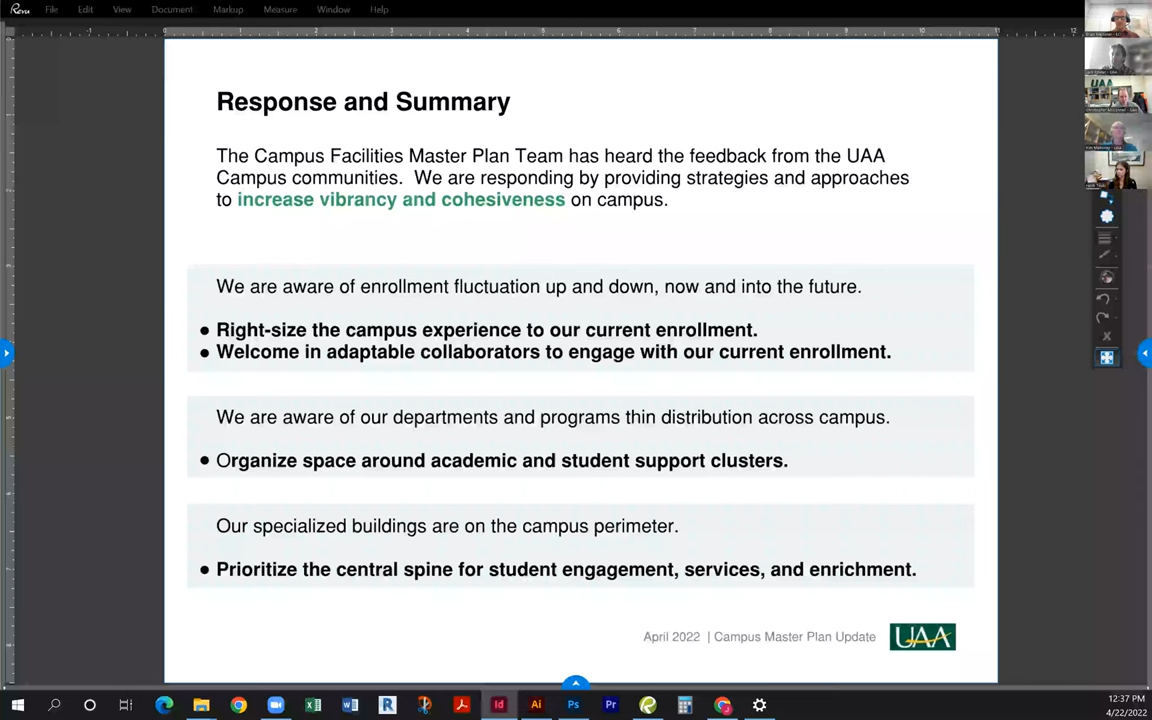 Revu File Edit View Document Markup Measure Window Help
Response and Summary
The Campus Facilities Master Plan Team has heard the feedback from the UAA
Campus communities. We are responding by providing strategies and approaches
to increase vibrancy and cohesiveness on campus.
We are aware of enrollment fluctuation up and down, now and into the future.
● Right-size the campus experience to our current enrollment.
● Welcome in adaptable collaborators to engage with our current enrollment.
We are aware of our departments and programs thin distribution across campus.
● Organize space around academic and student support clusters.
Our specialized buildings are on the campus perimeter.
● Prioritize the central spine for student engagement, services, and enrichment.
April 2022 | Campus Master Plan Update UAA
12:37 PM
4/22/2022